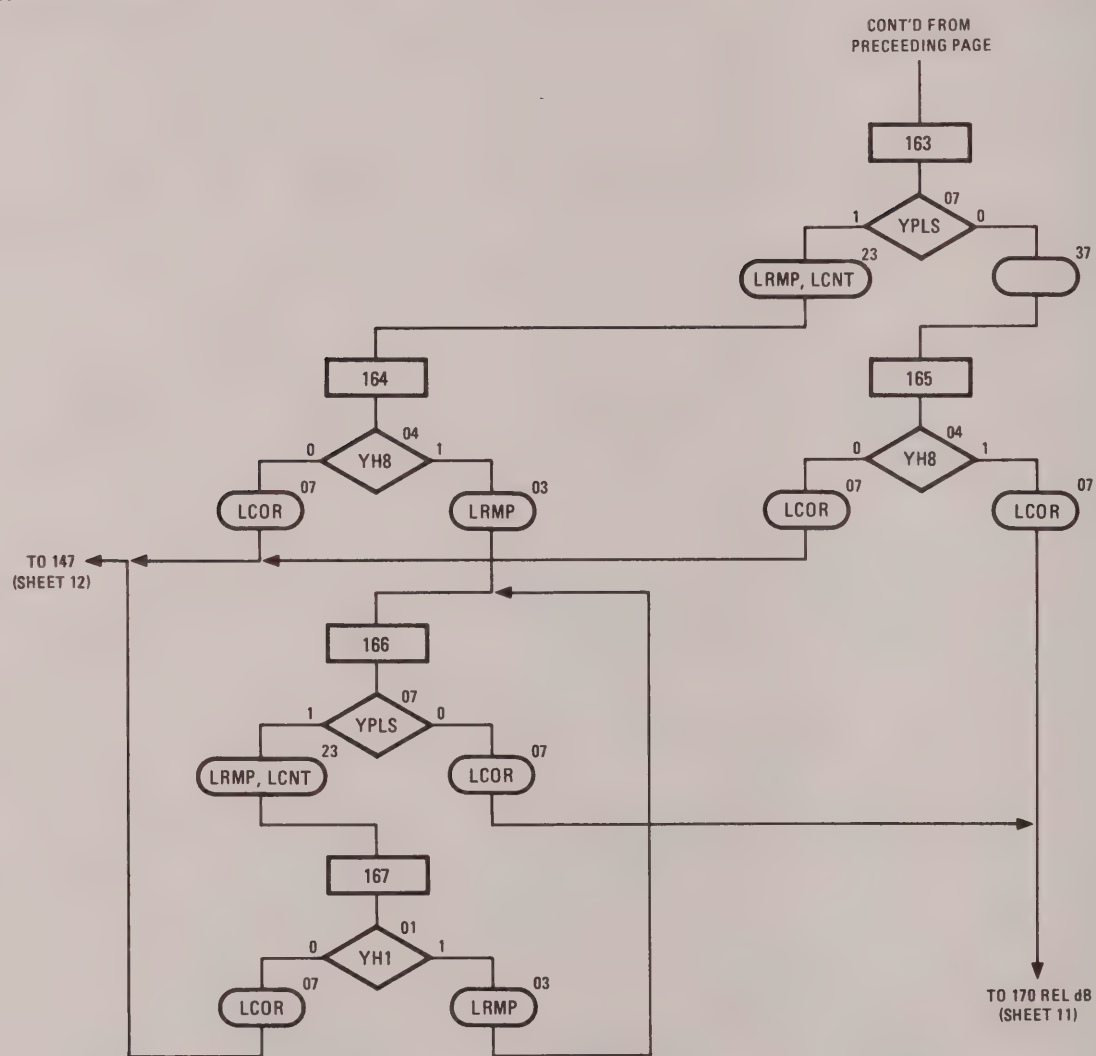 CONT'D FROM
PRECEEDING PAGE
163
07
1 YPLS 0
23
LRMP, LCNT
37
164
165
04
0 YH8 1
04
0 YH8 1
07
LCOR
03
LRMP
07
LCOR
07
LCOR
TO 147
(SHEET 12)
166
07
1 YPLS 0
23
LRMP, LCNT
07
LCOR
167
01
0 YH1 1
07
LCOR
03
LRMP
TO 170 REL dB
(SHEET 11)